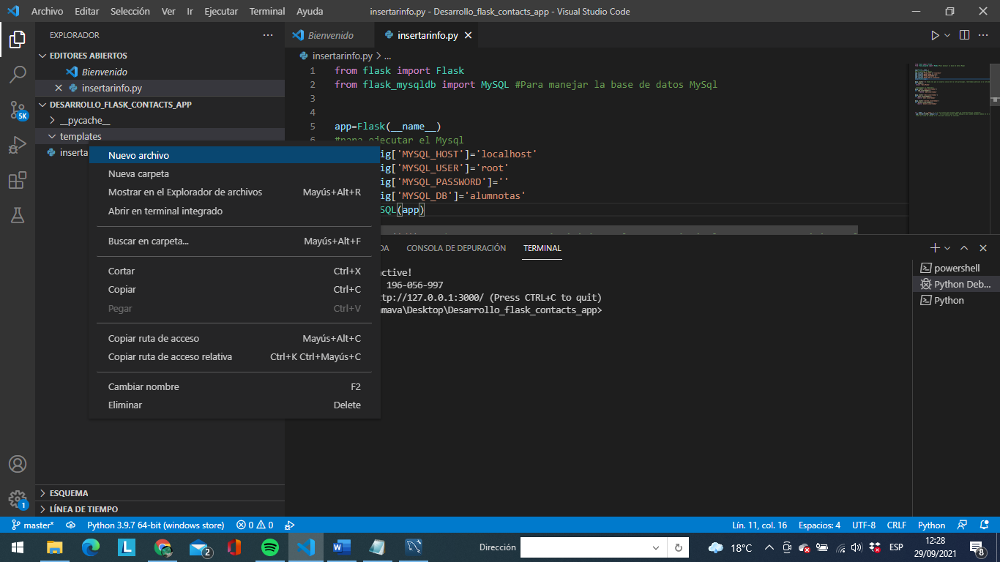 Archivo Editar Selección Ver Ir Ejecutar Terminal Ayuda insertarinfo.py - Desarrollo_flask_contacts_app - Visual Studio Code
EXPLORADOR ...
EDITORES ABIERTOS
Bienvenido
insertarinfo.py
DESARROLLO_FLASK_CONTACTS_APP
__pycache__
templates
inserta
5K
1
Nuevo archivo
Nueva carpeta
Mostrar en el Explorador de archivos Mayús+Alt+R
Abrir en terminal integrado
Buscar en carpeta... Mayús+Alt+F
Cortar Ctrl+X
Copiar Ctrl+C
Pegar Ctrl+V
Copiar ruta de acceso Mayús+Alt+C
Copiar ruta de acceso relativa Ctrl+K Ctrl+Mayús+C
Cambiar nombre F2
Eliminar Delete
ESQUEMA
LÍNEA DE TIEMPO
Bienvenido insertarinfo.py
insertarinfo.py > ...
1 from flask import Flask
2 from flask_mysqldb import MySQL #Para manejar la base de datos MySql
3
4
5 app=Flask(__name__)
6 #para ejecutar el Mysql
ig['MYSQL_HOST']='localhost'
ig['MYSQL_USER']='root'
ig['MYSQL_PASSWORD']=''
ig['MYSQL_DB']='alumnotas'
SQL(app)
DA CONSOLA DE DEPURACIÓN TERMINAL
ctive!
196-056-997
tp://127.0.0.1:3000/ (Press CTRL+C to quit)
mava\Desktop\Desarrollo_flask_contacts_app>
powershell
Python Deb...
Python
master* Python 3.9.7 64-bit (windows store) 0 0 Lín. 11, col. 16 Espacios: 4 UTF-8 CRLF Python
L 2 W Dirección 18°C ESP 12:28
29/09/2021 8